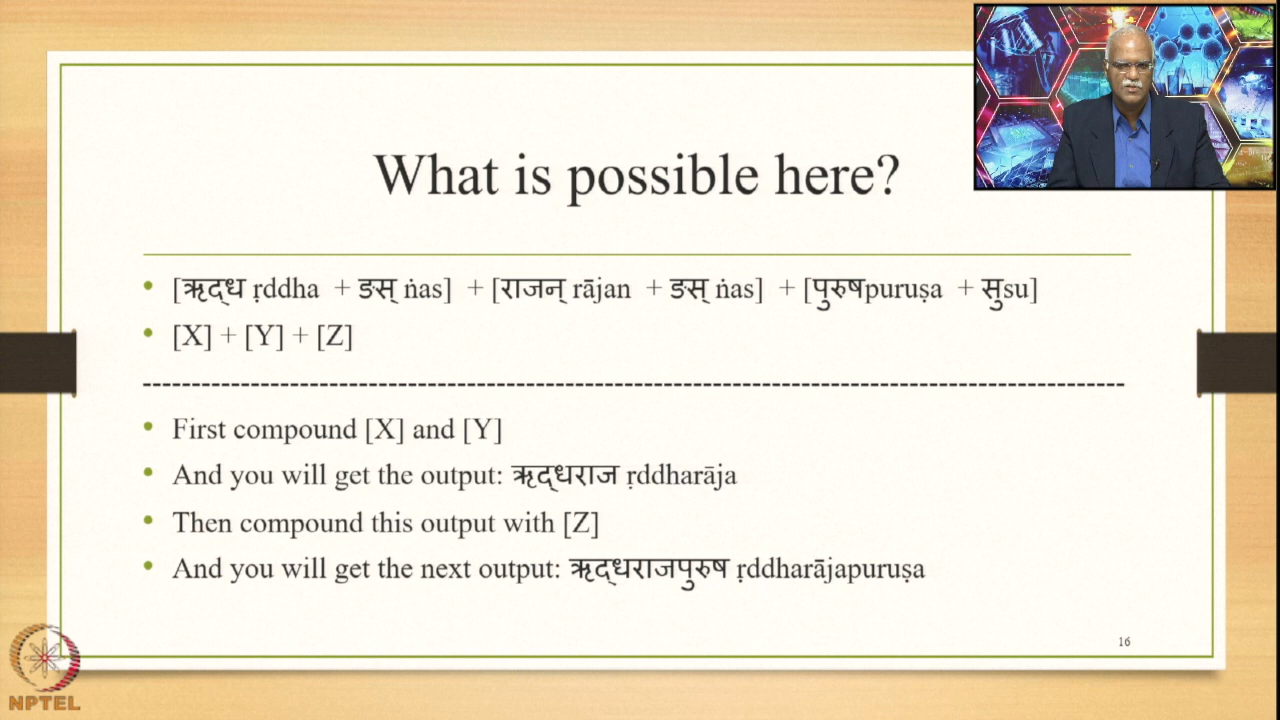 What is possible here?
• [ऋद्ध ṛddha + ङस् ṅas] + [राजन् rājan + ङस् ṅas] + [पुरुषpuruṣa + सुsu]
• [X] + [Y] + [Z]
--------------------------------------------------------------------------------------------------
• First compound [X] and [Y]
• And you will get the output: ऋद्धराज ṛddharāja
• Then compound this output with [Z]
• And you will get the next output: ऋद्धराजपुरुष ṛddharājapuruṣa
16
NPTEL